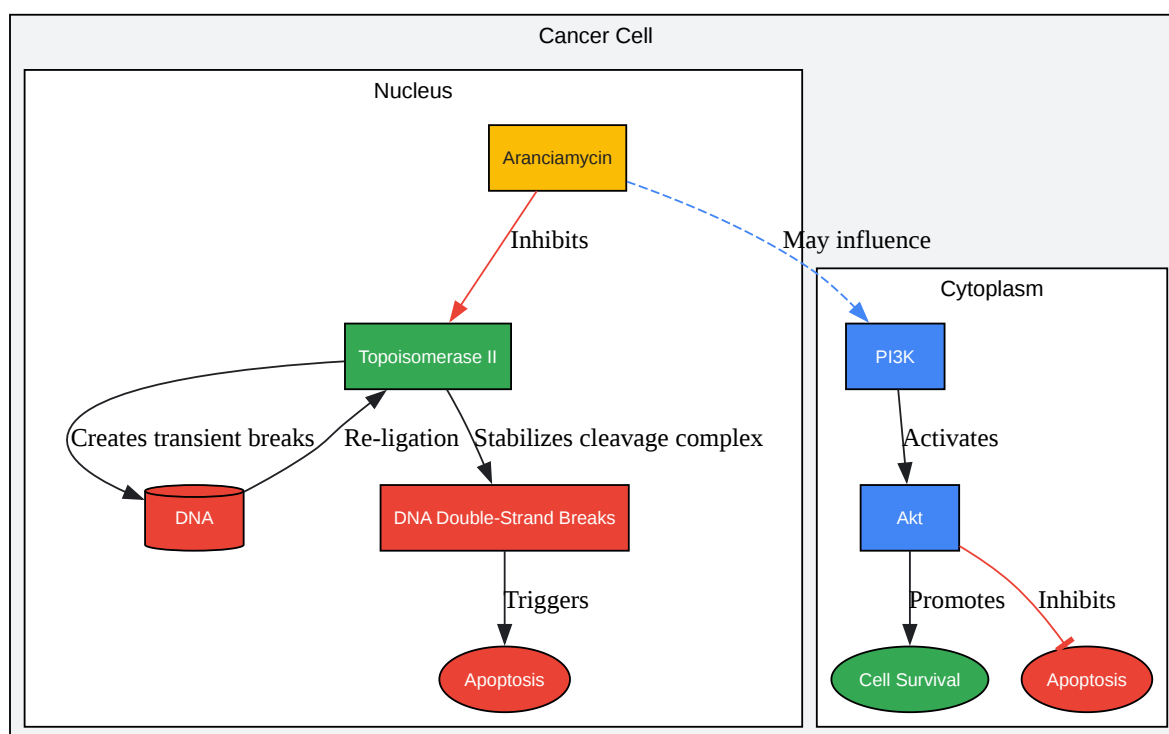 Cancer Cell
Nucleus
Aranciamycin
Inhibits
May influence
Cytoplasm
Topoisomerase II
PI3K
Creates transient breaks
Re-ligation
Stabilizes cleavage complex
Activates
DNA
DNA Double-Strand Breaks
Akt
Triggers
Promotes
Inhibits
Apoptosis
Cell Survival
Apoptosis